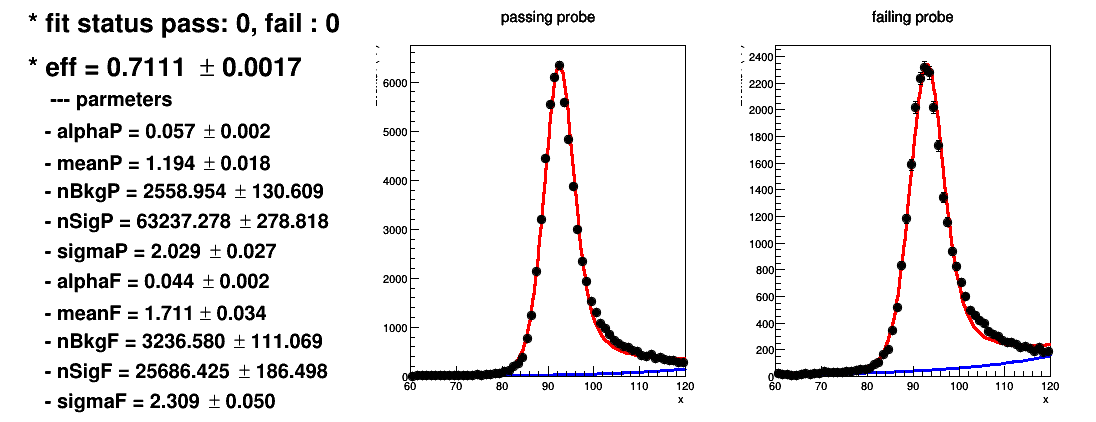 * fit status pass: 0, fail : 0
* eff = 0.7111 ± 0.0017
--- parmeters
- alphaP = 0.057 ± 0.002
- meanP = 1.194 ± 0.018
- nBkgP = 2558.954 ± 130.609
- nSigP = 63237.278 ± 278.818
- sigmaP = 2.029 ± 0.027
- alphaF = 0.044 ± 0.002
- meanF = 1.711 ± 0.034
- nBkgF = 3236.580 ± 111.069
- nSigF = 25686.425 ± 186.498
- sigmaF = 2.309 ± 0.050
passing probe
6000
5000
4000
3000
2000
1000
0
60 70 80 90 100 110 120
x
failing probe
2400
2200
2000
1800
1600
1400
1200
1000
800
600
400
200
0
60 70 80 90 100 110 120
x